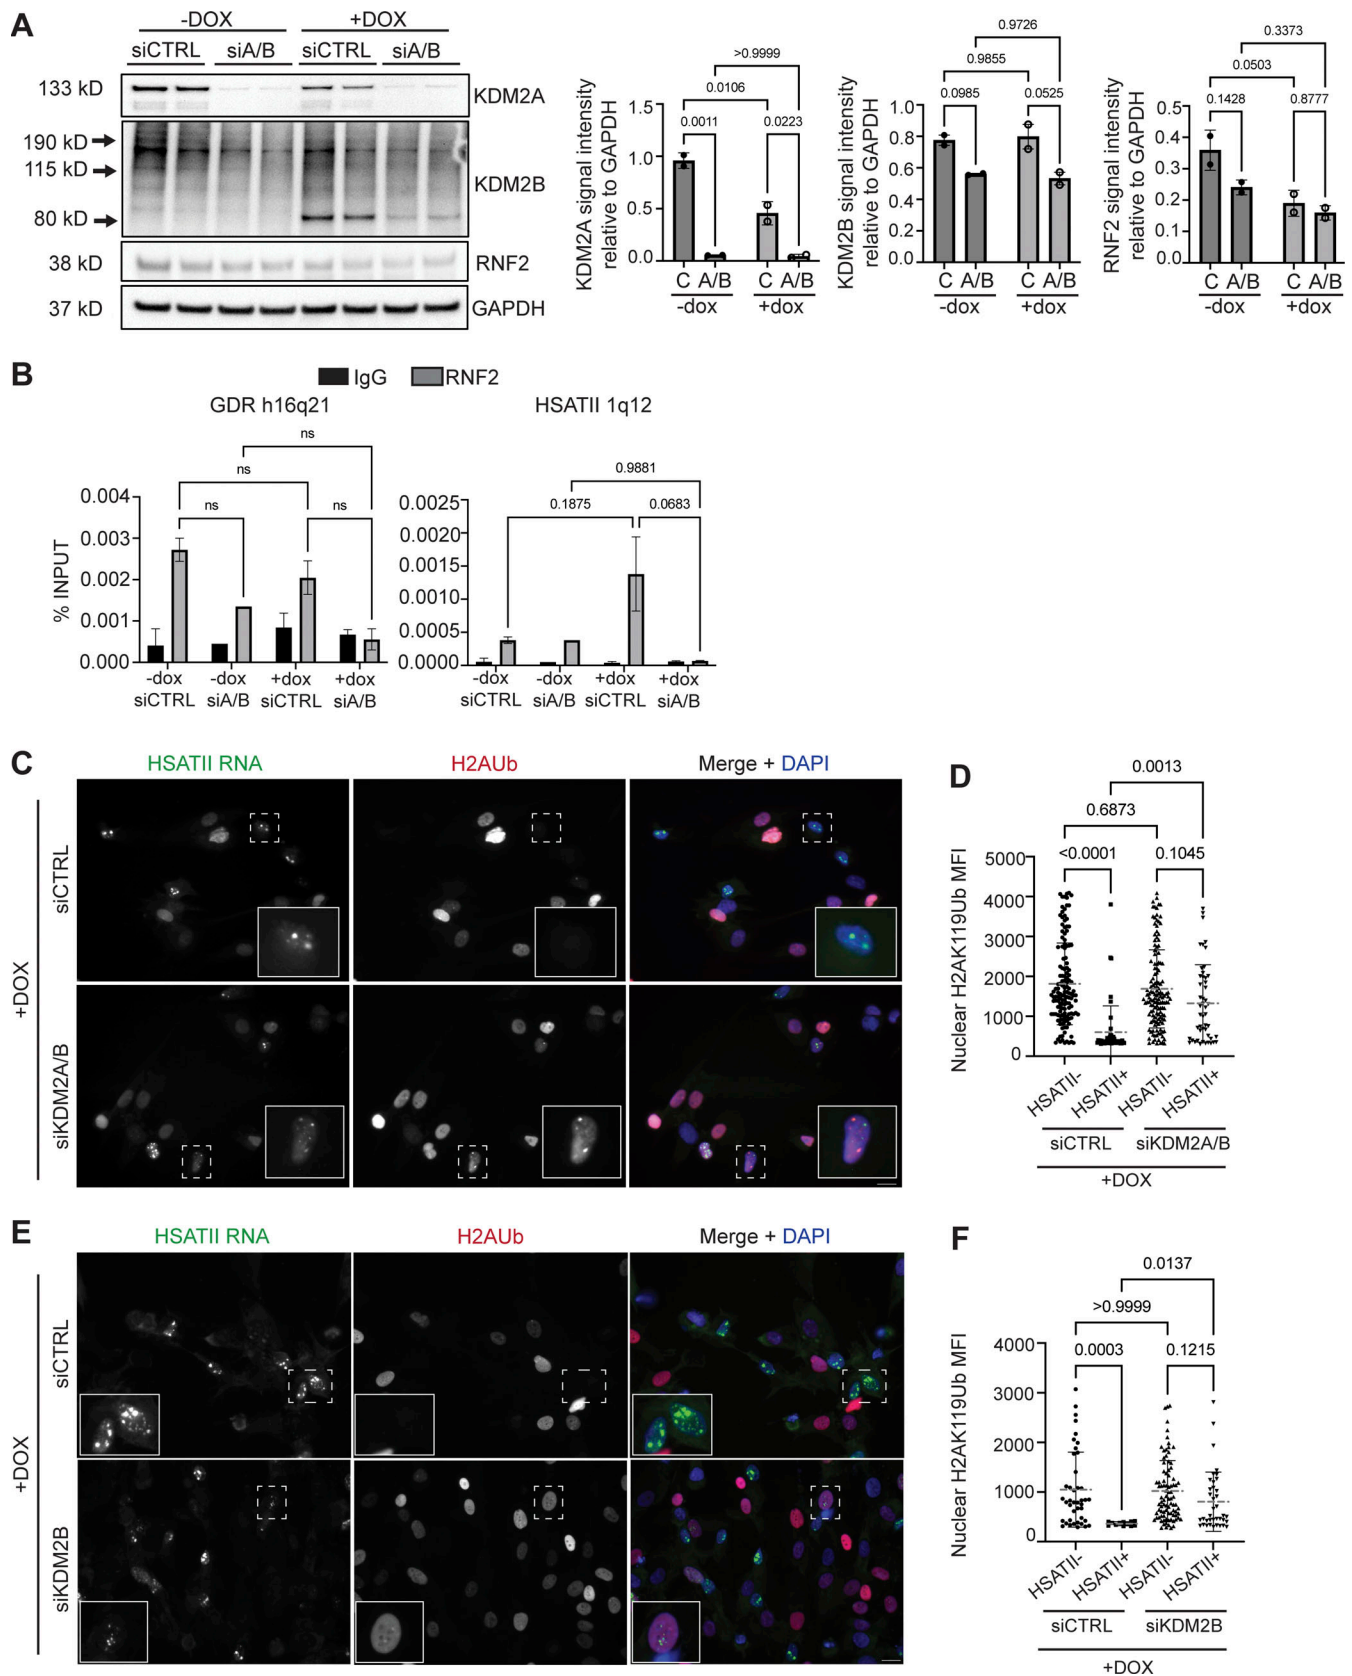 A
-DOX +DOX
siCTRL siA/B siCTRL siA/B
133 kD KDM2A
190 kD
115 kD KDM2B
80 kD
38 kD RNF2
37 kD GAPDH
KDM2A signal intensity
relative to GAPDH
>0.9999
0.0106
0.0011 0.0223
1.5
1.0
0.5
0.0
C A/B C A/B
-dox +dox
KDM2B signal intensity
relative to GAPDH
0.9726
0.9855
0.0985 0.0525
1.0
0.8
0.6
0.4
0.2
0.0
C A/B C A/B
-dox +dox
RNF2 signal intensity
relative to GAPDH
0.3373
0.0503
0.1428 0.8777
0.5
0.4
0.3
0.2
0.1
0.0
C A/B C A/B
-dox +dox
B
IgG RNF2
GDR h16q21
ns
ns
ns ns
% INPUT
0.004
0.003
0.002
0.001
0.000
-dox -dox +dox +dox
siCTRL siA/B siCTRL siA/B
HSATII 1q12
0.9881
0.1875 0.0683
0.0025
0.0020
0.0015
0.0010
0.0005
0.0000
-dox -dox +dox +dox
siCTRL siA/B siCTRL siA/B
C
HSATII RNA H2AUb Merge + DAPI
+DOX
siCTRL
siKDM2A/B
D
0.0013
0.6873
<0.0001 0.1045
Nuclear H2AK119Ub MFI
5000
4000
3000
2000
1000
0
HSATII- HSATII+ HSATII- HSATII+
siCTRL siKDM2A/B
+DOX
E
HSATII RNA H2AUb Merge + DAPI
+DOX
siCTRL
siKDM2B
F
0.0137
>0.9999
0.0003 0.1215
Nuclear H2AK119Ub MFI
4000
3000
2000
1000
0
HSATII- HSATII+ HSATII- HSATII+
siCTRL siKDM2B
+DOX